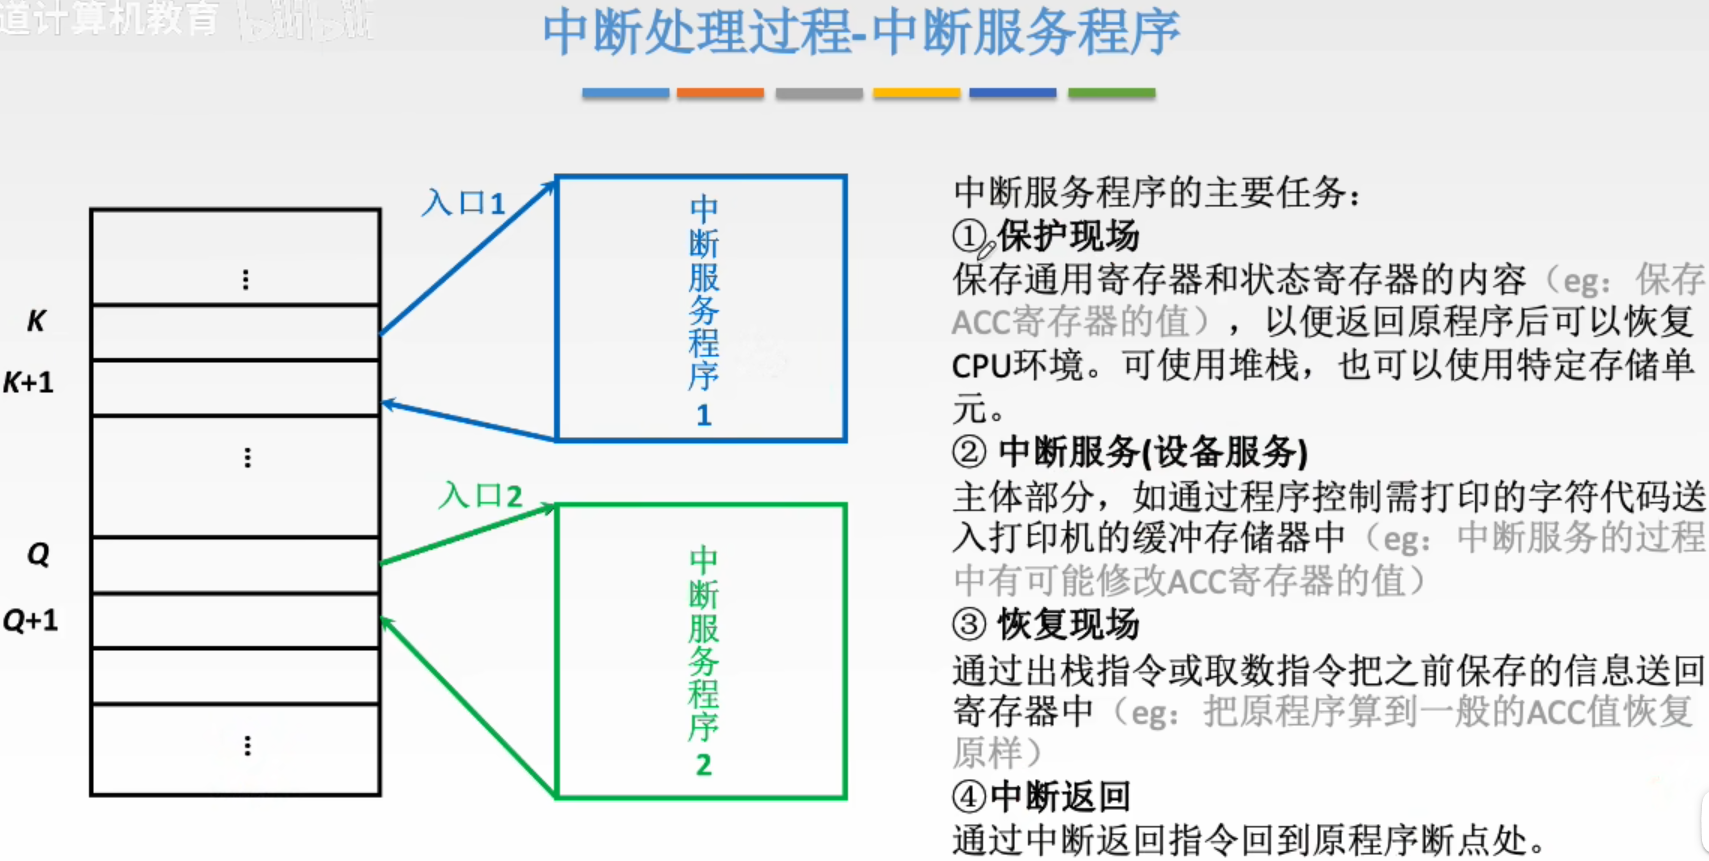 道计算机教育 bilibili
中断处理过程-中断服务程序
入口1
中断服务程序1
K
K+1
入口2
中断服务程序2
Q
Q+1
中断服务程序的主要任务：
① 保护现场
保存通用寄存器和状态寄存器的内容（eg：保存
ACC寄存器的值），以便返回原程序后可以恢复
CPU环境。可使用堆栈，也可以使用特定存储单
元。
② 中断服务(设备服务)
主体部分，如通过程序控制需打印的字符代码送
入打印机的缓冲存储器中（eg：中断服务的过程
中有可能修改ACC寄存器的值）
③ 恢复现场
通过出栈指令或取数指令把之前保存的信息送回
寄存器中（eg：把原程序算到一般的ACC值恢复
原样）
④中断返回
通过中断返回指令回到原程序断点处。